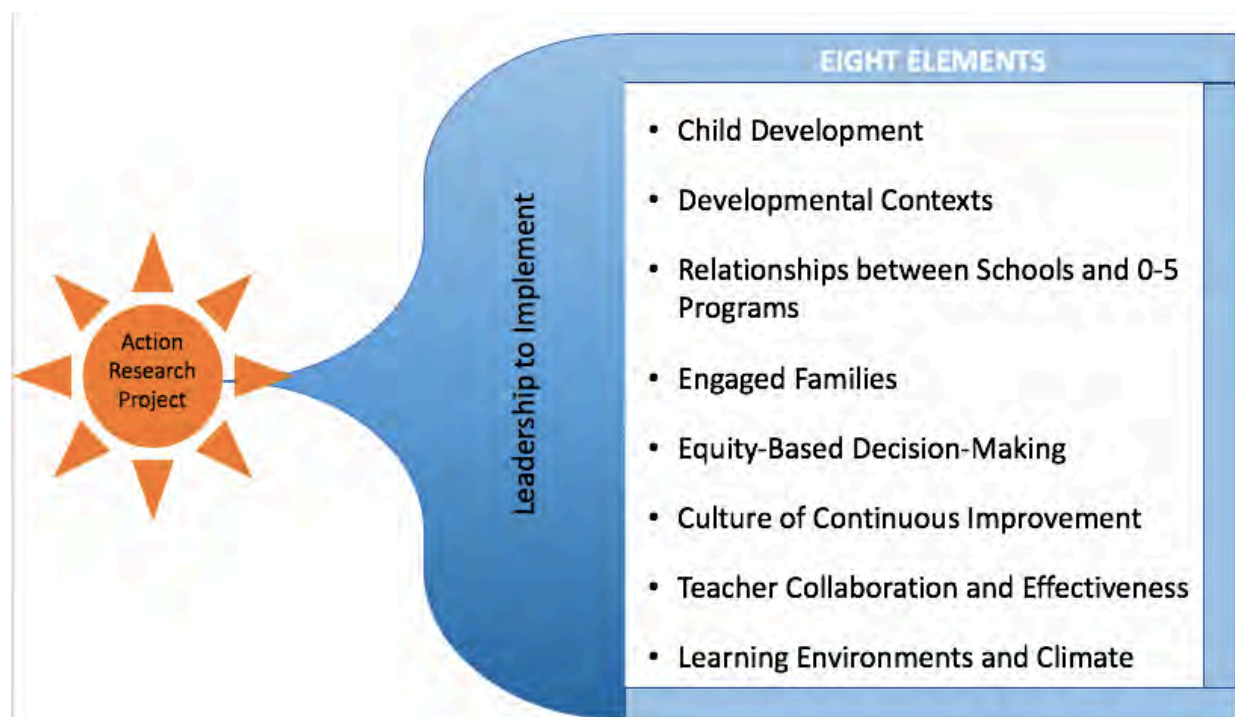 EIGHT ELEMENTS
Action
Research
Project
Leadership to Implement
• Child Development
• Developmental Contexts
• Relationships between Schools and 0-5
Programs
• Engaged Families
• Equity-Based Decision-Making
• Culture of Continuous Improvement
• Teacher Collaboration and Effectiveness
• Learning Environments and Climate